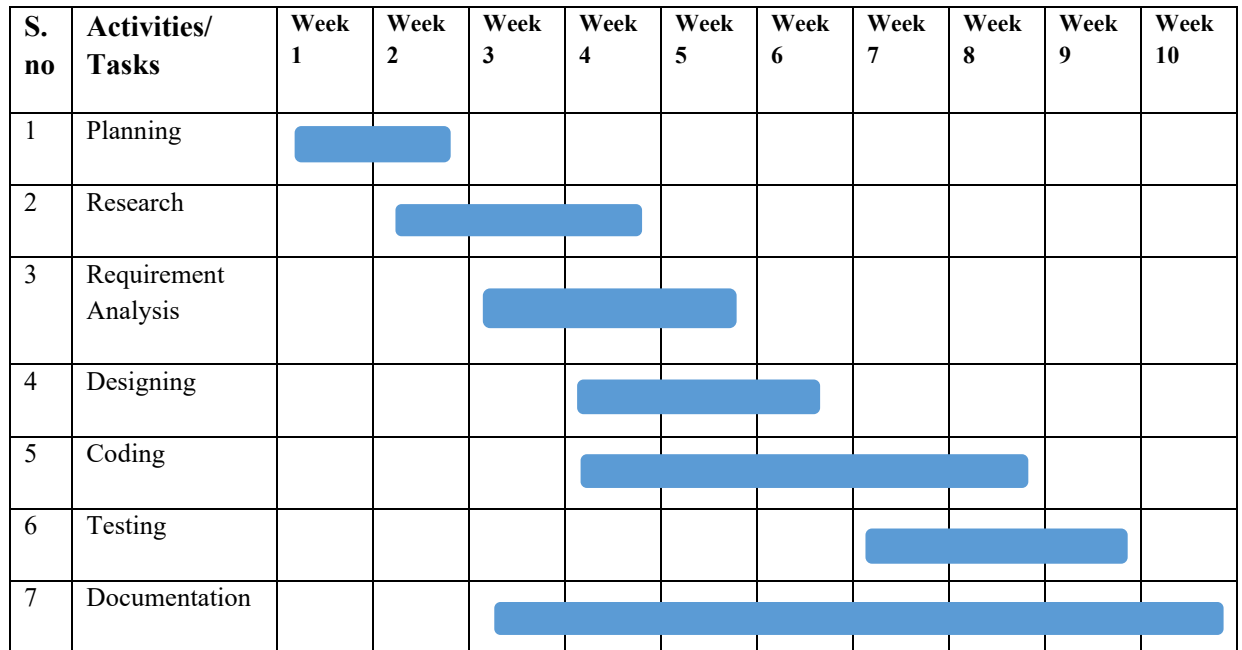 S. no Activities/ Tasks Week 1 Week 2 Week 3 Week 4 Week 5 Week 6 Week 7 Week 8 Week 9 Week 10
1 Planning
2 Research
3 Requirement Analysis
4 Designing
5 Coding
6 Testing
7 Documentation